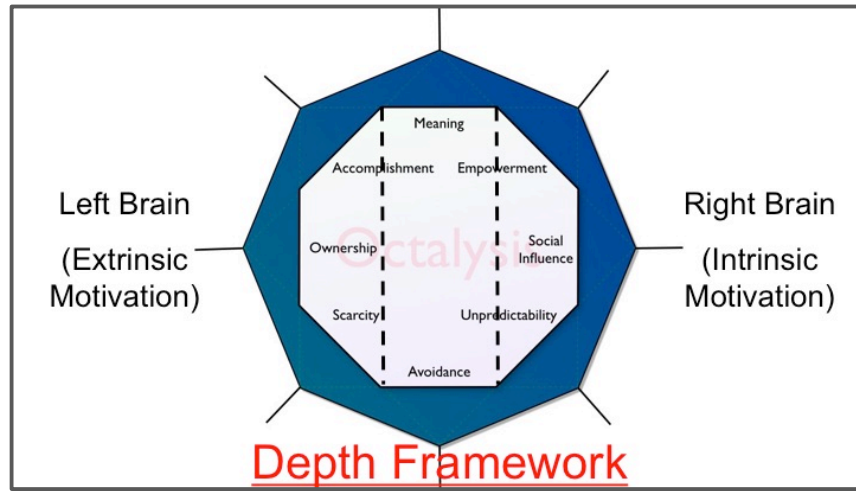 Meaning
Accomplishment
Empowerment
Left Brain
(Extrinsic
Motivation)
Ownership
Octalysis
Social
Influence
Right Brain
(Intrinsic
Motivation)
Scarcity
Unpredictability
Avoidance
Depth Framework